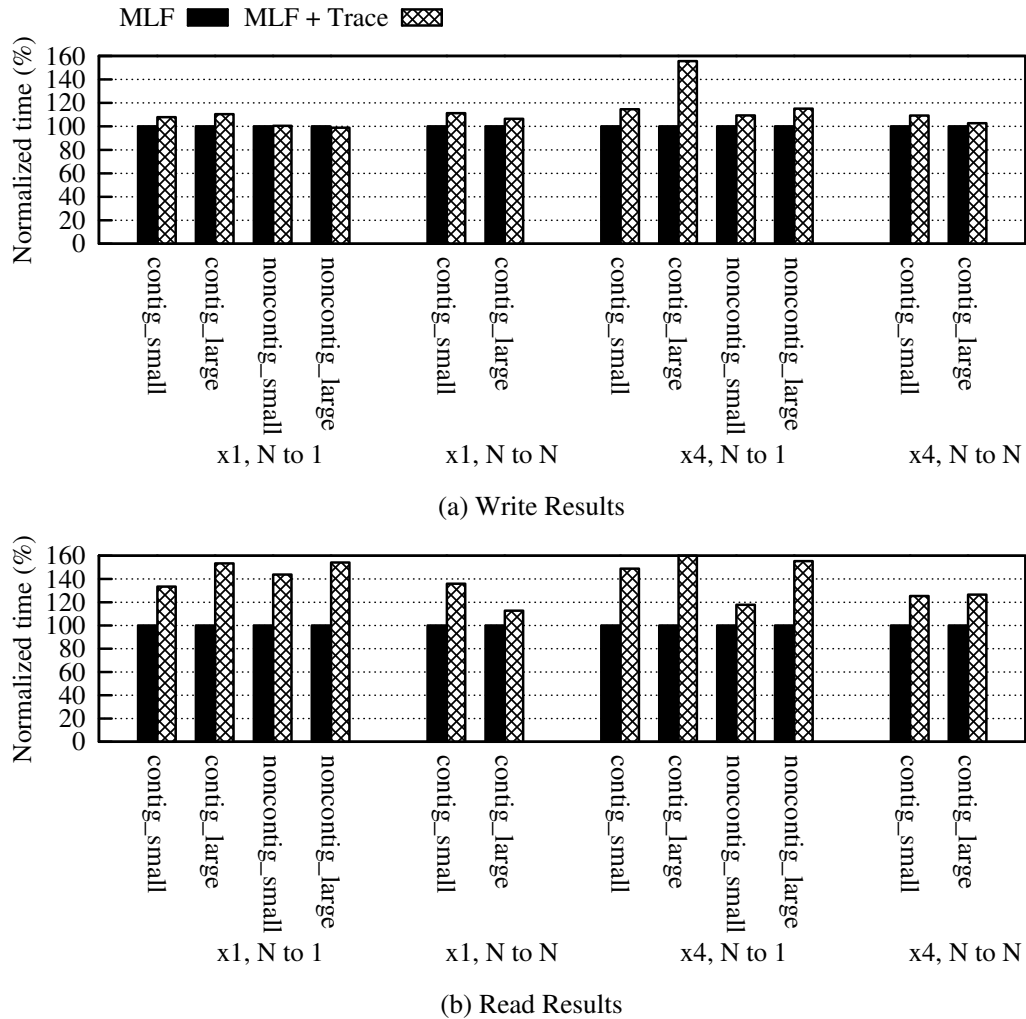 MLF MLF + Trace
Normalized time (%)
160
140
120
100
80
60
40
20
0
contig_small
contig_large
noncontig_small
noncontig_large
contig_small
contig_large
contig_small
contig_large
noncontig_small
noncontig_large
contig_small
contig_large
x1, N to 1 x1, N to N x4, N to 1 x4, N to N
(a) Write Results
Normalized time (%)
160
140
120
100
80
60
40
20
0
contig_small
contig_large
noncontig_small
noncontig_large
contig_small
contig_large
contig_small
contig_large
noncontig_small
noncontig_large
contig_small
contig_large
x1, N to 1 x1, N to N x4, N to 1 x4, N to N
(b) Read Results